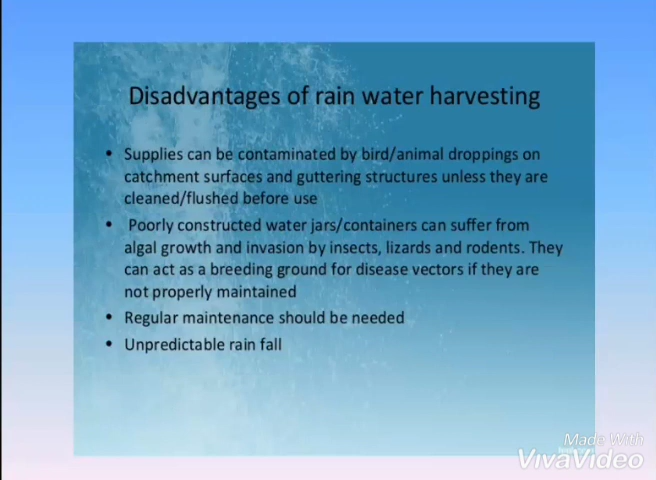 Disadvantages of rain water harvesting
• Supplies can be contaminated by bird/animal droppings on
catchment surfaces and guttering structures unless they are
cleaned/flushed before use
• Poorly constructed water jars/containers can suffer from
algal growth and invasion by insects, lizards and rodents. They
can act as a breeding ground for disease vectors if they are
not properly maintained
• Regular maintenance should be needed
• Unpredictable rain fall
Made With
VivaVideo